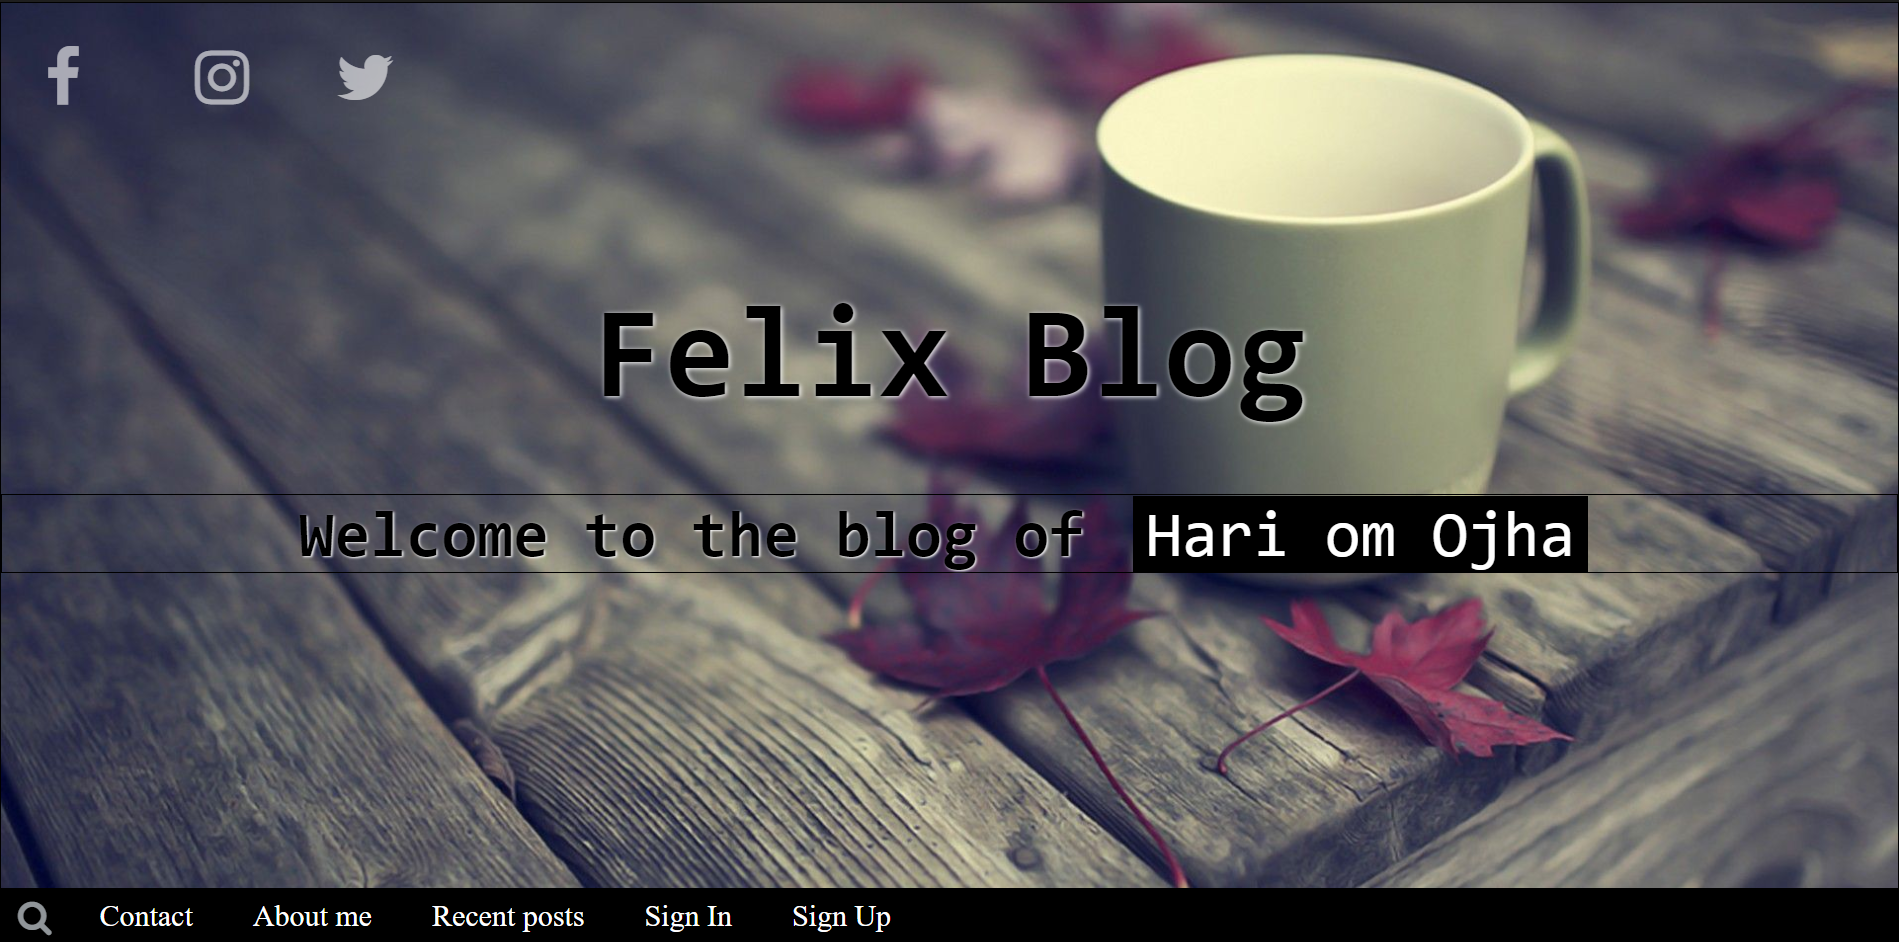 Felix Blog
Welcome to the blog of Hari om Ojha
Contact About me Recent posts Sign In Sign Up